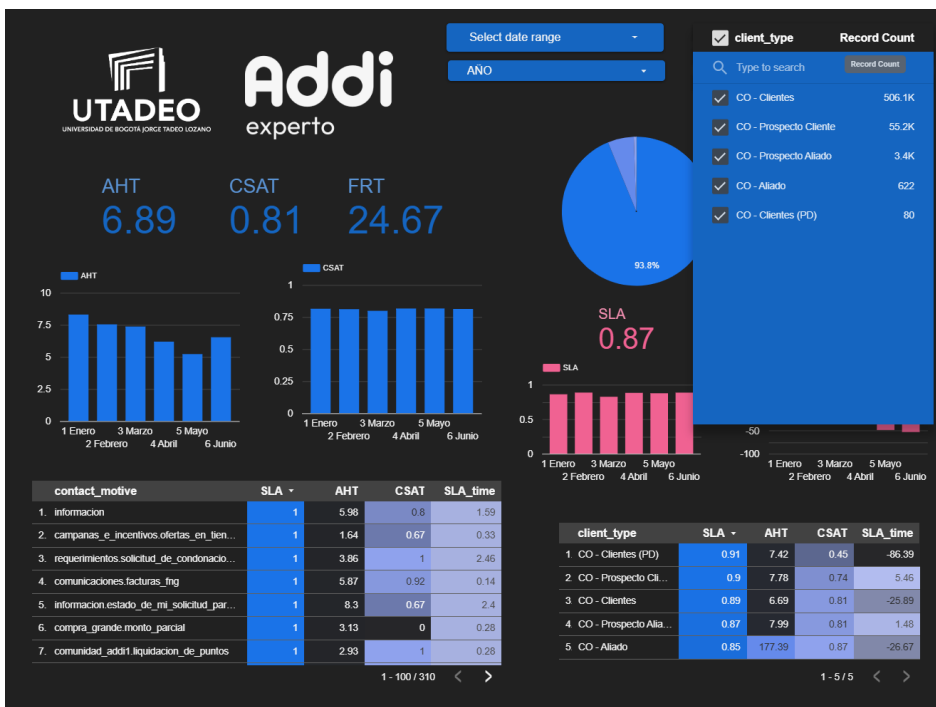 Select date range
AÑO
client_type Record Count
Type to search
Record Count
CO - Clientes 506.1K
CO - Prospecto Cliente 55.2K
CO - Prospecto Aliado 3.4K
CO - Aliado 622
CO - Clientes (PD) 80
UTADEO
UNIVERSIDAD DE BOGOTÁ JORGE TADEO LOZANO
Addi
experto
AHT CSAT FRT
6.89 0.81 24.67
93.8%
AHT
10
7.5
5
2.5
0
1 Enero 3 Marzo 5 Mayo
2 Febrero 4 Abril 6 Junio
CSAT
1
0.75
0.5
0.25
0
1 Enero 3 Marzo 5 Mayo
2 Febrero 4 Abril 6 Junio
SLA
0.87
SLA
1
0.5
0
1 Enero 3 Marzo 5 Mayo
2 Febrero 4 Abril 6 Junio
-50
-100
1 Enero 3 Marzo 5 Mayo
2 Febrero 4 Abril 6 Junio
contact_motive SLA AHT CSAT SLA_time
1. informacion 1 5.98 0.8 1.59
2. campanas_e_incentivos.ofertas_en_tien... 1 1.64 0.67 0.33
3. requerimientos.solicitud_de_condonacio... 1 3.86 1 2.46
4. comunicaciones.facturas_fng 1 5.87 0.92 0.14
5. informacion.estado_de_mi_solicitud_par... 1 8.3 0.67 2.4
6. compra_grande.monto_parcial 1 3.13 0 0.28
7. comunidad_addi1.liquidacion_de_puntos 1 2.93 1 0.28
1 - 100 / 310
client_type SLA AHT CSAT SLA_time
1 CO - Clientes (PD) 0.91 7.42 0.45 -86.39
2 CO - Prospecto Cli... 0.9 7.78 0.74 5.46
3 CO - Clientes 0.89 6.69 0.81 -25.89
4 CO - Prospecto Alia... 0.87 7.99 0.81 1.48
5 CO - Aliado 0.85 177.39 0.87 -26.67
1 - 5 / 5